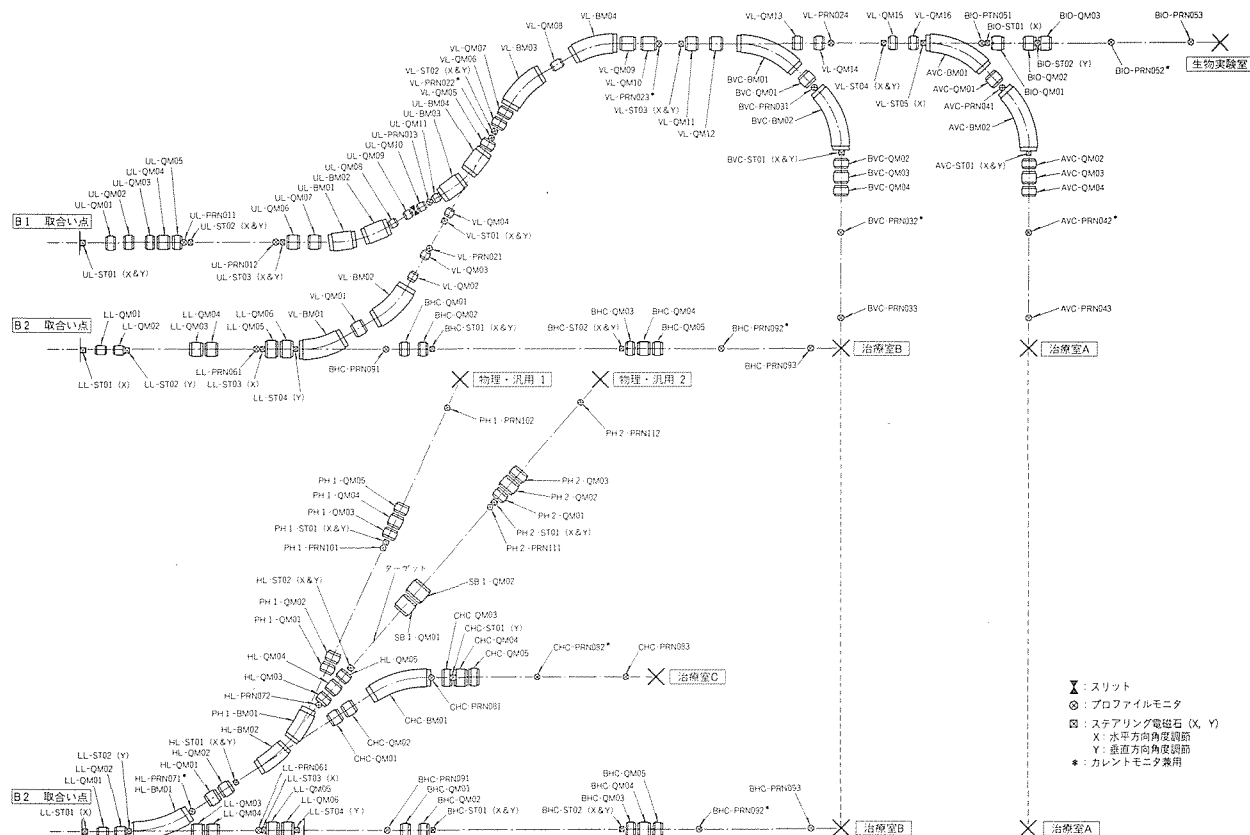 VL-QM08
VL-BM04
VL-QM07
VL-QM06
VL-BM03
VL-ST02 (X&Y)
VL-PRN022*
VL-QM05
UL-BM04
UL-BM03
UL-QM11
UL-PRN013
UL-QM10
UL-QM09
UL-QM08
UL-BM02
UL-BM01
UL-QM07
UL-QM06
UL-QM05
UL-QM04
UL-QM03
UL-QM02
UL-QM01
B1 取合い点
UL-PRN011
UL-ST02 (X&Y)
UL-ST01 (X&Y)
UL-PRN012
UL-ST03 (X&Y)
VL-QM09
VL-QM10
VL-PRN023*
VL-ST03 (X&Y)
VL-QM11
VL-QM12
VL-QM13
VL-PRN024
VL-QM14
VL-QM15
VL-QM16
BIO-PTN051
BIO-ST01 (X)
BIO-QM03
BIO-PRN053
生物実験室
BIO-PRN052*
BIO-ST02 (Y)
BIO-QM02
BIO-QM01
BVC-BM01
BVC-QM01
BVC-PRN031
BVC-BM02
VL-ST04 (X&Y)
VL-ST05 (X)
AVC-BM01
AVC-QM01
AVC-PRN041
AVC-BM02
BVC-ST01 (X&Y)
BVC-QM02
BVC-QM03
BVC-QM04
BVC-PRN032*
BVC-PRN033
AVC-ST01 (X&Y)
AVC-QM02
AVC-QM03
AVC-QM04
AVC-PRN042*
AVC-PRN043
VL-QM04
VL-ST01 (X&Y)
VL-PRN021
VL-QM03
VL-QM02
VL-BM02
VL-QM01
VL-BM01
B2 取合い点
LL-QM01
LL-QM02
LL-QM04
LL-QM03
LL-QM06
LL-QM05
LL-ST01 (X)
LL-ST02 (Y)
LL-PRN061
LL-ST03 (X)
LL-ST04 (Y)
BHC-PRN091
BHC-QM01
BHC-QM02
BHC-ST01 (X&Y)
BHC-ST02 (X&Y)
BHC-QM03
BHC-QM04
BHC-QM05
BHC-PRN092*
BHC-PRN093
治療室B
治療室A
物理・汎用 1
物理・汎用 2
PH1-PRN102
PH2-PRN112
PH1-QM05
PH1-QM04
PH1-QM03
PH1-ST01 (X&Y)
PH1-PRN101
PH2-QM03
PH2-QM02
PH2-QM01
PH2-ST01 (X&Y)
PH2-PRN111
ターゲット
HL-ST02 (X&Y)
SB1-QM02
SB1-QM01
PH1-QM02
PH1-QM01
HL-QM04
HL-QM05
HL-QM03
HL-PRN072
PH1-BM01
HL-BM02
CHC-QM03
CHC-ST01 (Y)
CHC-QM04
CHC-QM05
CHC-PRN082*
CHC-PRN083
治療室C
CHC-PRN081
CHC-BM01
CHC-QM02
CHC-QM01
HL-ST01 (X&Y)
HL-QM02
HL-QM01
HL-PRN071*
HL-BM01
LL-ST02 (Y)
LL-QM02
LL-QM01
B2 取合い点
LL-ST01 (X)
LL-QM03
LL-QM04
LL-PRN061
LL-ST03 (X)
LL-QM05
LL-QM06
LL-ST04 (Y)
BHC-PRN091
BHC-QM01
BHC-QM02
BHC-ST01 (X&Y)
BHC-QM05
BHC-QM04
BHC-QM03
BHC-ST02 (X&Y)
BHC-PRN092*
BHC-PRN093
治療室B
治療室A
：スリット
：プロファイルモニタ
：ステアリング電磁石 (X, Y)
X：水平方向角度調節
Y：垂直方向角度調節
*：カレントモニタ兼用